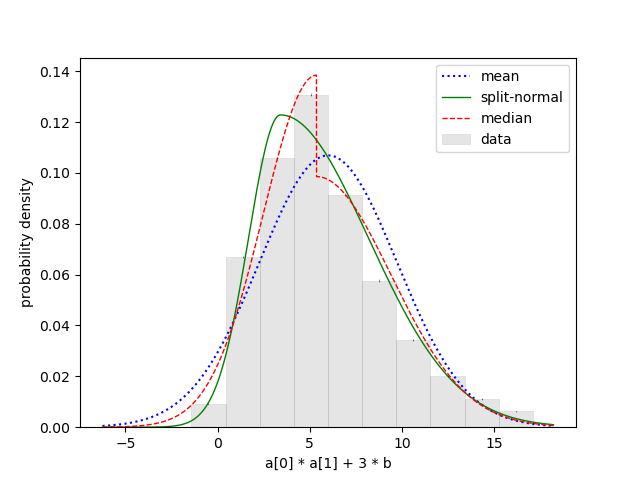 mean
split-normal
median
data
0.14
0.12
0.10
0.08
0.06
0.04
0.02
0.00
probability density
−5 0 5 10 15
a[0] * a[1] + 3 * b